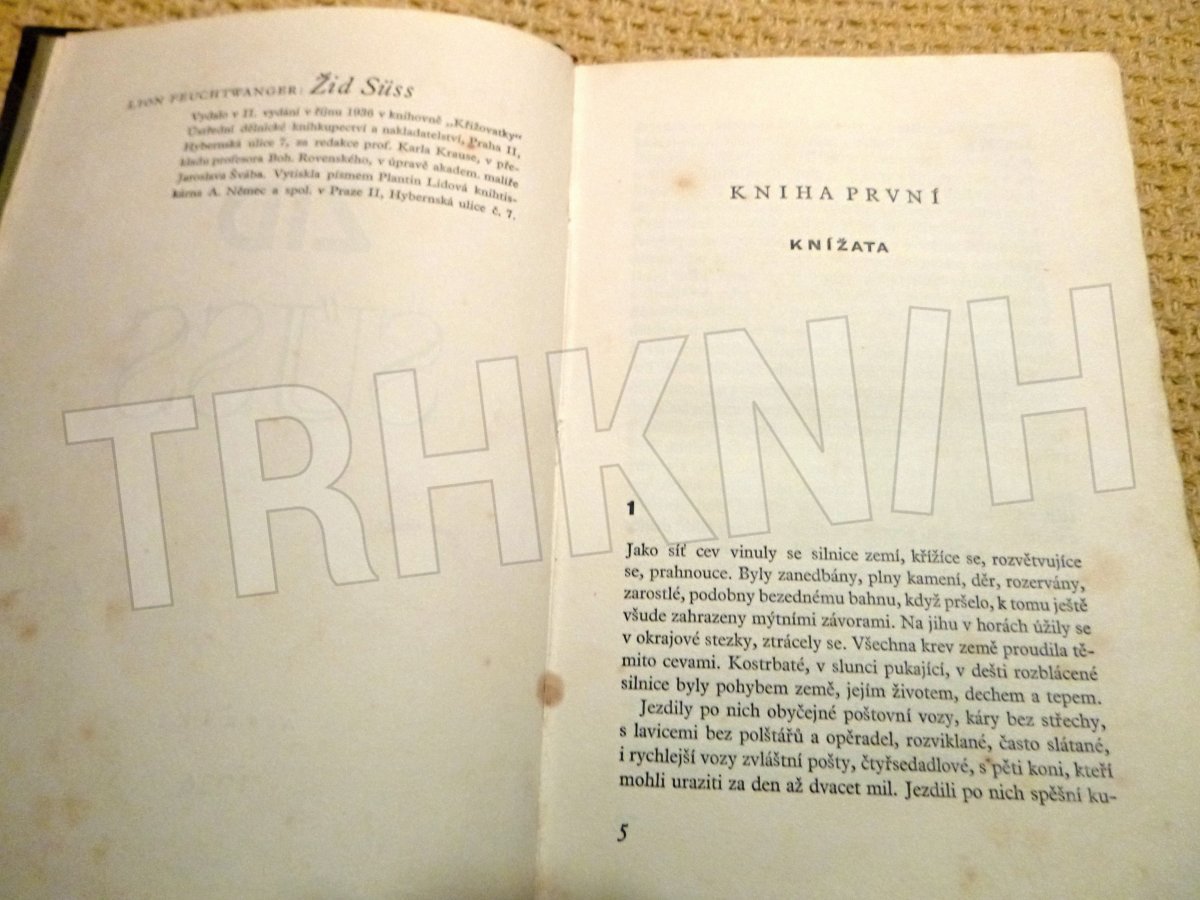 LION FEUCHTWANGER: Žid Süss
Vydalo v II. vydání v říjnu 1936 v knihovně „Křižovatky“
Ústřední dělnické knihkupectví a nakladatelství, Praha II,
Hybernská ulice 7, za redakce prof. Karla Krause, v pře-
kladu profesora Boh. Rovenského, v úpravě akadem. malíře
Jaroslava Švába. Vytiskla písmem Plantin Lidová knihtis-
kárna A. Němec a spol. v Praze II, Hybernská ulice č. 7.
ŽID
SÜSS
KNIHA PRVNÍ
KNÍŽATA
TRHKNIH
1
Jako síť cev vinuly se silnice zemí, křížíce se, rozvětvujíce
se, prahnouce. Byly zanedbány, plny kamení, děr, rozervány,
zarostlé, podobny bezednému bahnu, když pršelo, k tomu ještě
všude zahrazeny mýtními závorami. Na jihu v horách úžily se
v okrajové stezky, ztrácely se. Všechna krev země proudila tě-
mito cevami. Kostrbaté, v slunci pukající, v dešti rozblácené
silnice byly pohybem země, jejím životem, dechem a tepem.
Jezdily po nich obyčejné poštovní vozy, káry bez střechy,
s lavicemi bez polštářů a opěradel, rozviklané, často slátané,
i rychlejší vozy zvláštní pošty, čtyřsedadlové, s pěti koni, kteří
mohli uraziti za den až dvacet mil. Jezdili po nich spěšní ku-
5